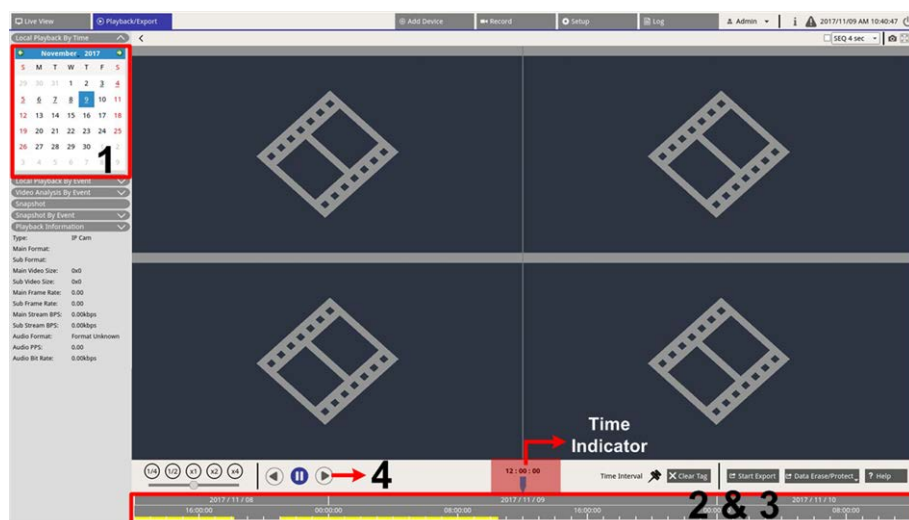 Live View
Playback/Export
Add Device
Record
Setup
Log
Admin
i
2017/11/09 AM 10:40:47
Local Playback By Time
<
SEQ 4 sec
November 2017
S M T W T F S
29 30 31 1 2 3 4
5 6 7 8 9 10 11
12 13 14 15 16 17 18
19 20 21 22 23 24 25
26 27 28 29 30 2
3 4 5 6 7 9
1
Local Playback By Event
Video Analysis By Event
Snapshot
Snapshot By Event
Playback Information
Type: IP Cam
Main Format:
Sub Format:
Main Video Size: 0x0
Sub Video Size: 0x0
Main Frame Rate: 0.00
Sub Frame Rate: 0.00
Main Stream BPS: 0.00kbps
Sub Stream BPS: 0.00kbps
Audio Format: Format Unknown
Audio PPS: 0.00
Audio Bit Rate: 0.00kbps
Time
Indicator
1/4 1/2 x1 x2 x4
4
12 : 00 : 00
Time Interval
Clear Tag
Start Export
Data Erase/Protect
? Help
2 & 3
2017 / 11 / 08
2017 / 11 / 09
2017 / 11 / 10
16:00:00
00:00:00
08:00:00
16:00:00
08:00:00